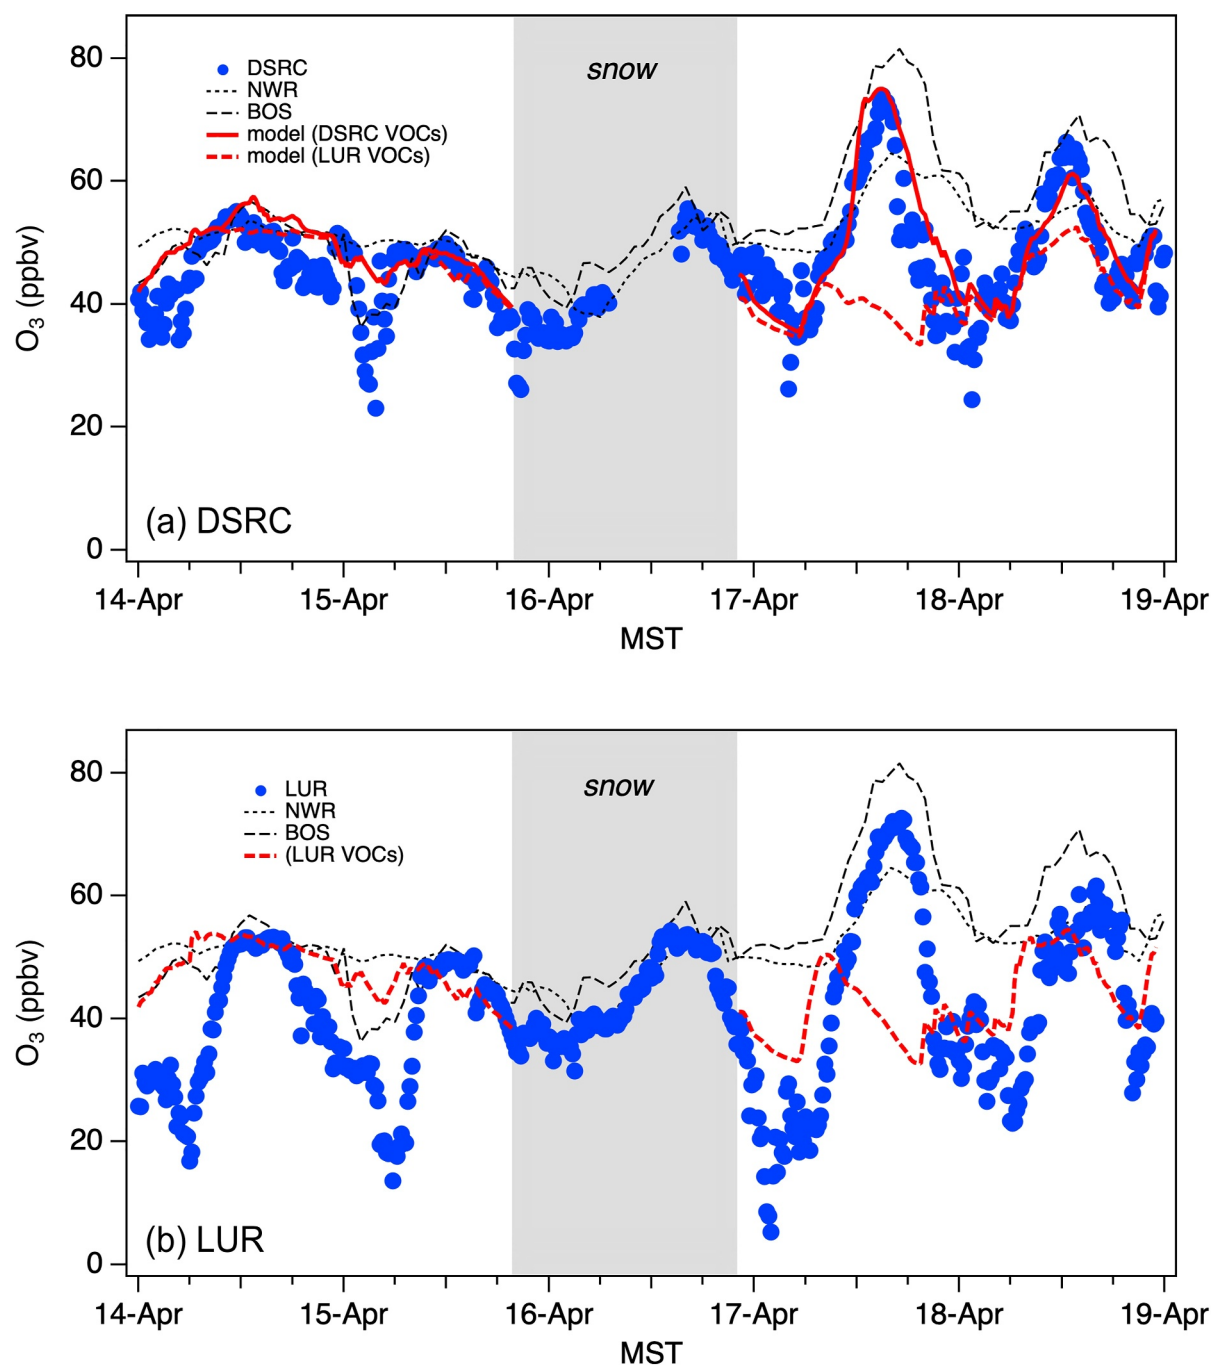 80
60
40
20
0
O3 (ppbv)
DSRC
NWR
BOS
model (DSRC VOCs)
model (LUR VOCs)
snow
(a) DSRC
14-Apr 15-Apr 16-Apr 17-Apr 18-Apr 19-Apr
MST
80
60
40
20
0
O3 (ppbv)
LUR
NWR
BOS
(LUR VOCs)
snow
(b) LUR
14-Apr 15-Apr 16-Apr 17-Apr 18-Apr 19-Apr
MST